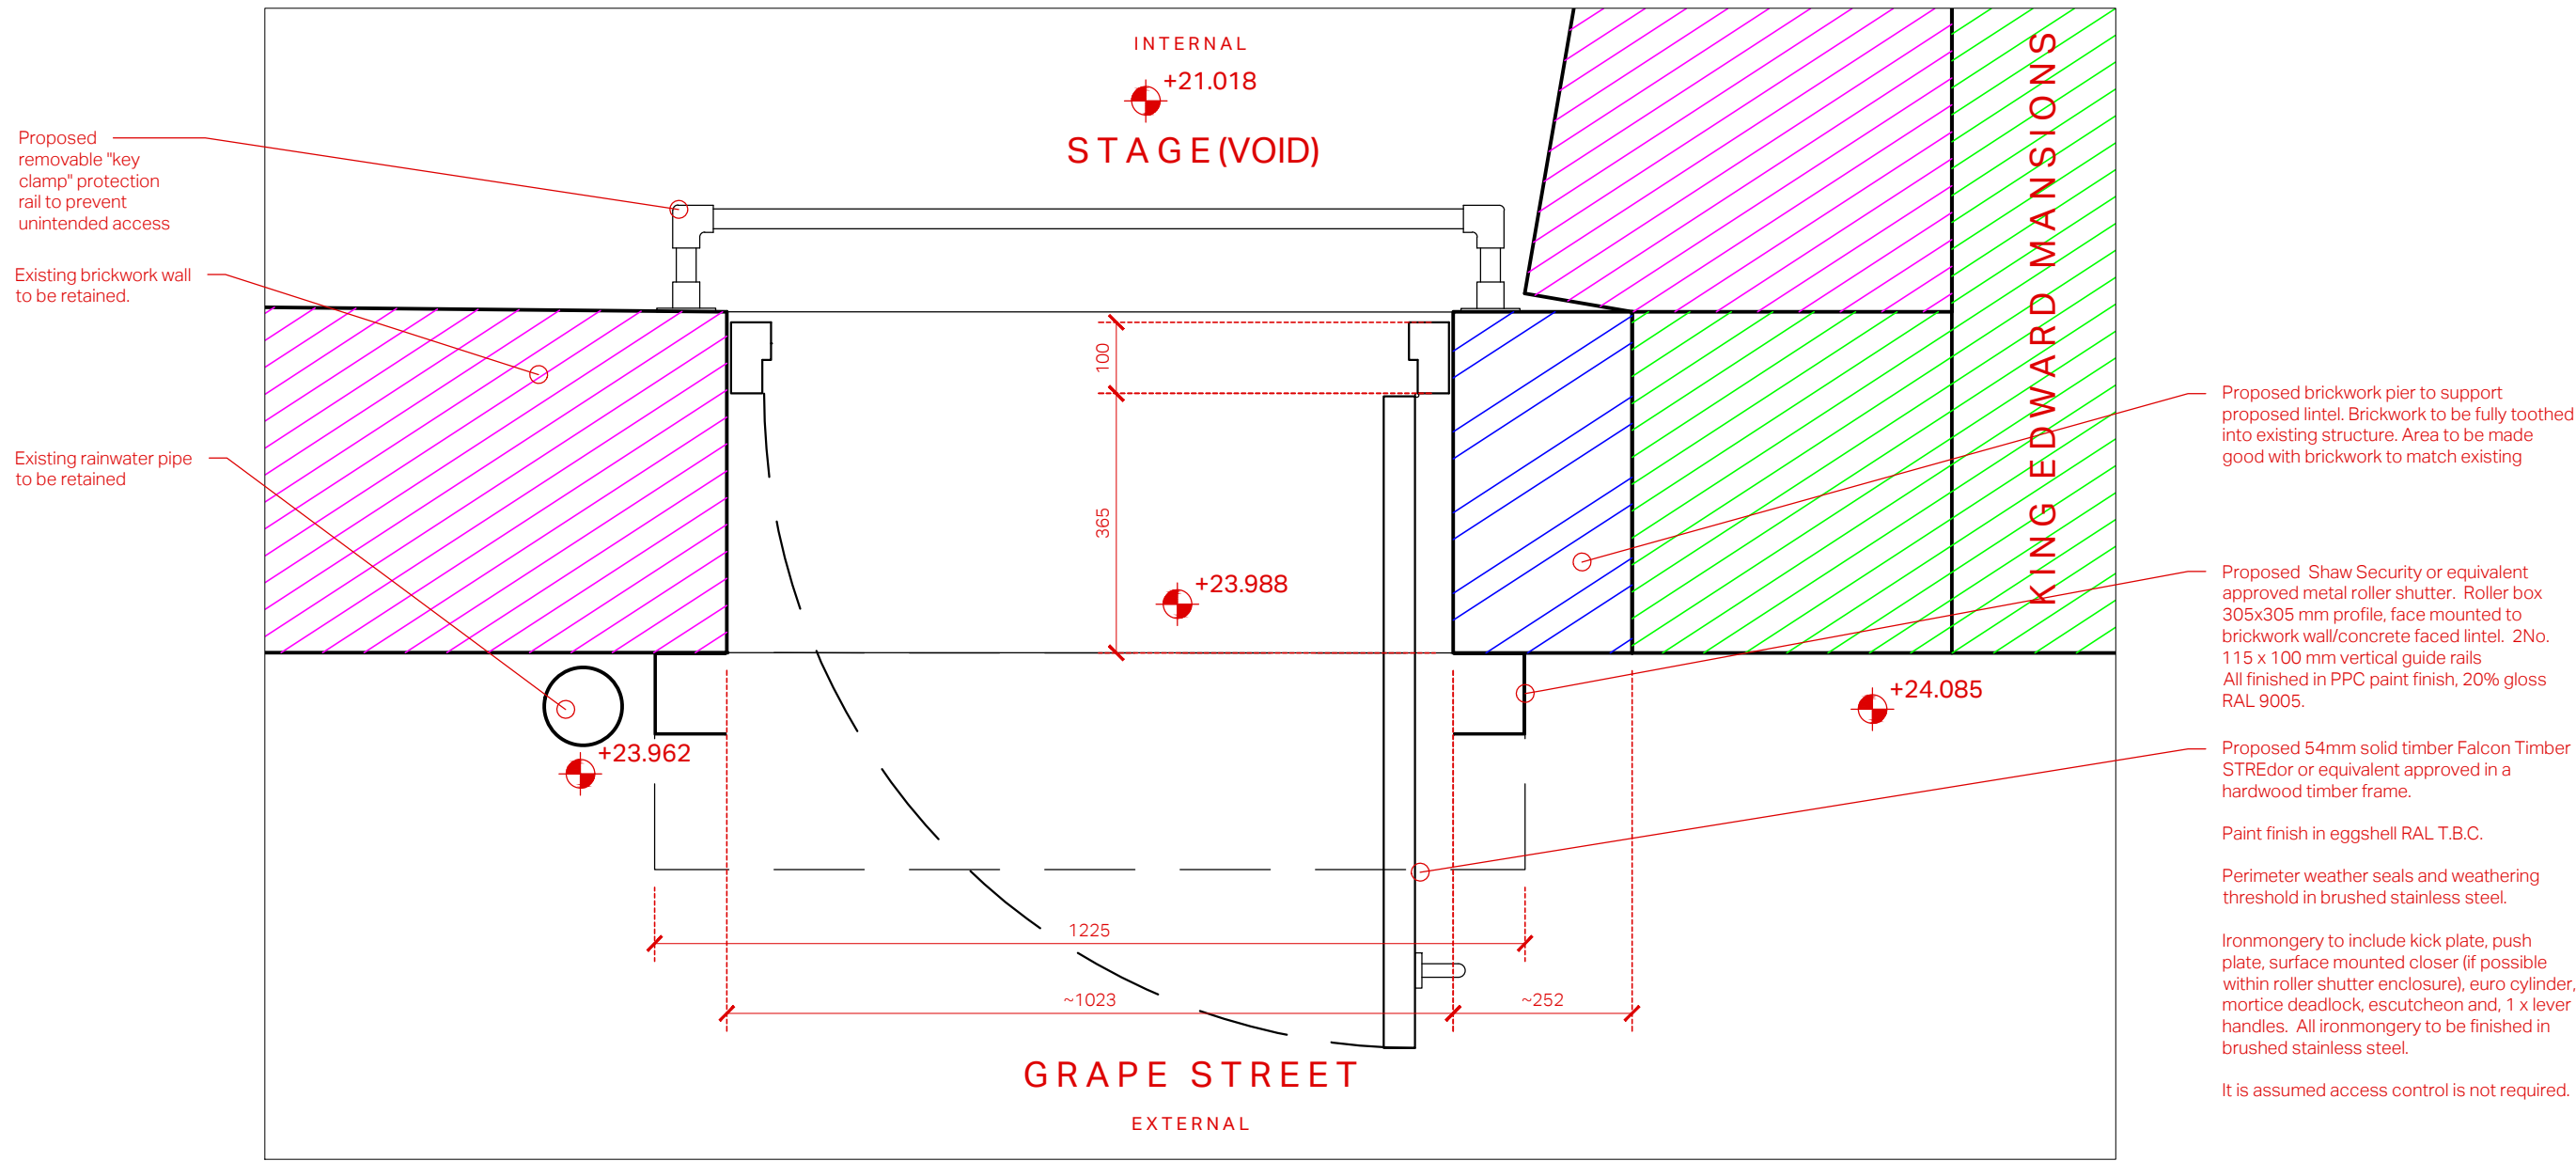 INTERNAL
+21.018
STAGE (VOID)
Proposed
removable "key
clamp" protection
rail to prevent
unintended access
Existing brickwork wall
to be retained.
Existing rainwater pipe
to be retained
100
365
+23.988
+23.962
+24.085
1225
~1023
~252
GRAPE STREET
EXTERNAL
KING EDWARD MANSIONS
Proposed brickwork pier to support
proposed lintel. Brickwork to be fully toothed
into existing structure. Area to be made
good with brickwork to match existing
Proposed Shaw Security or equivalent
approved metal roller shutter. Roller box
305x305 mm profile, face mounted to
brickwork wall/concrete faced lintel. 2No.
115 x 100 mm vertical guide rails
All finished in PPC paint finish, 20% gloss
RAL 9005.
Proposed 54mm solid timber Falcon Timber
STREdor or equivalent approved in a
hardwood timber frame.
Paint finish in eggshell RAL T.B.C.
Perimeter weather seals and weathering
threshold in brushed stainless steel.
Ironmongery to include kick plate, push
plate, surface mounted closer (if possible
within roller shutter enclosure), euro cylinder,
mortice deadlock, escutcheon and, 1 x lever
handles. All ironmongery to be finished in
brushed stainless steel.
It is assumed access control is not required.